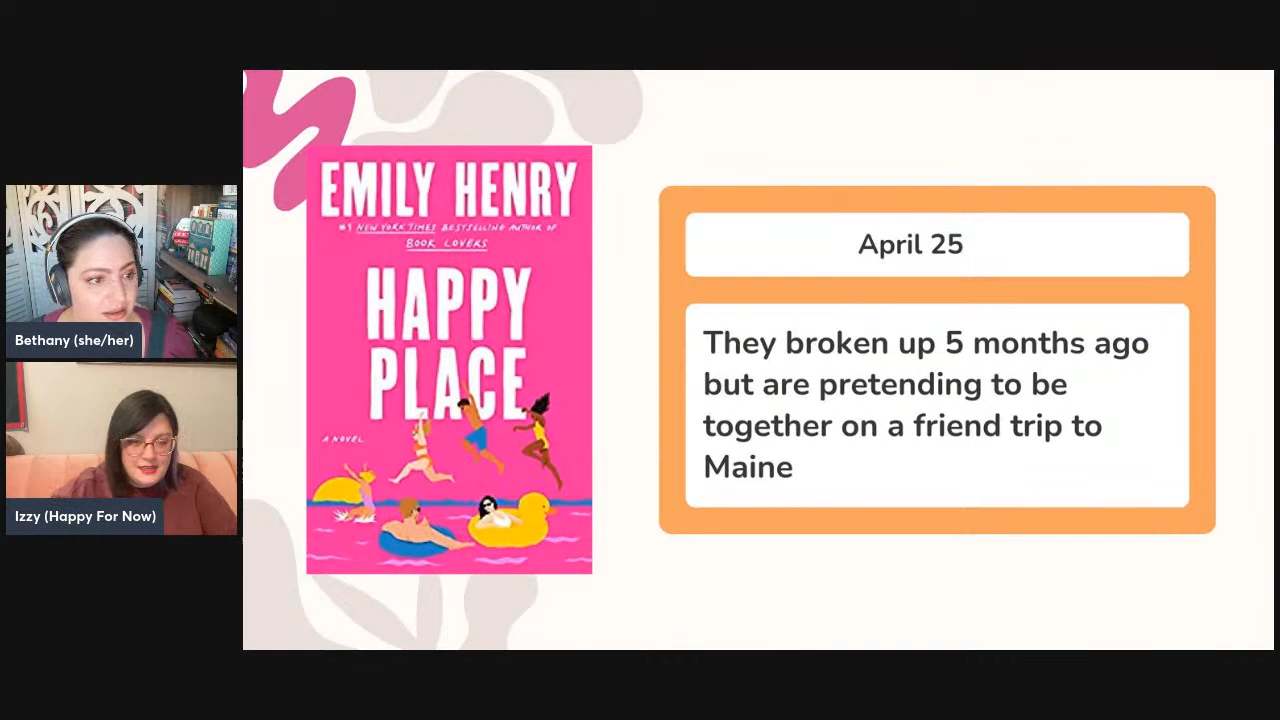 Bethany (she/her)
Izzy (Happy For Now)
EMILY HENRY
#1 NEW YORK TIMES BESTSELLING AUTHOR OF
BOOK LOVERS
HAPPY
PLACE
A NOVEL
April 25
They broken up 5 months ago
but are pretending to be
together on a friend trip to
Maine